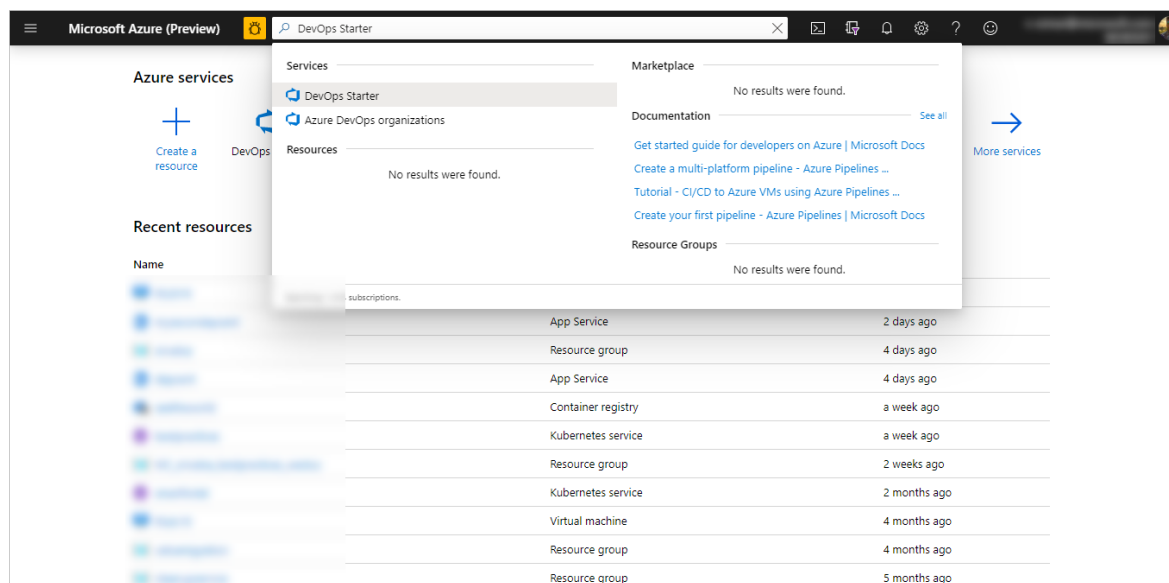 Microsoft Azure (Preview)
DevOps Starter
Services
DevOps Starter
Azure DevOps organizations
Resources
No results were found.
Marketplace
No results were found.
Documentation
See all
Get started guide for developers on Azure | Microsoft Docs
Create a multi-platform pipeline - Azure Pipelines ...
Tutorial - CI/CD to Azure VMs using Azure Pipelines ...
Create your first pipeline - Azure Pipelines | Microsoft Docs
Resource Groups
No results were found.
subscriptions.
Azure services
Create a
resource
DevOps
More services
Recent resources
Name
App Service 2 days ago
Resource group 4 days ago
App Service 4 days ago
Container registry a week ago
Kubernetes service a week ago
Resource group 2 weeks ago
Kubernetes service 2 months ago
Virtual machine 4 months ago
Resource group 4 months ago
Resource group 5 months ago